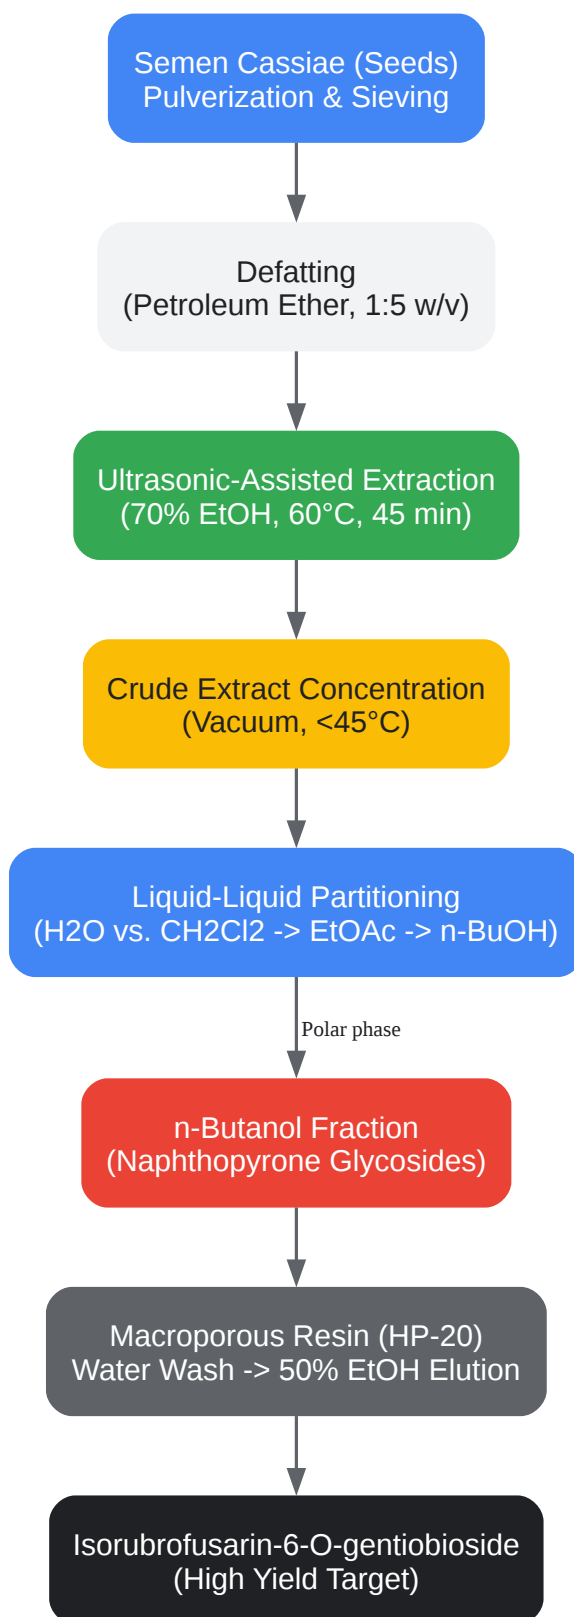 Semen Cassiae (Seeds)
Pulverization & Sieving
Defatting
(Petroleum Ether, 1:5 w/v)
Ultrasonic-Assisted Extraction
(70% EtOH, 60°C, 45 min)
Crude Extract Concentration
(Vacuum, <45°C)
Liquid-Liquid Partitioning
(H2O vs. CH2Cl2 -> EtOAc -> n-BuOH)
Polar phase
n-Butanol Fraction
(Naphthopyrone Glycosides)
Macroporous Resin (HP-20)
Water Wash -> 50% EtOH Elution
Isorubrofusarin-6-O-gentiobioside
(High Yield Target)